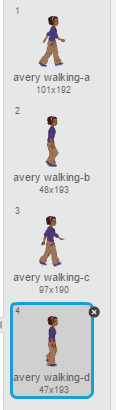 1
avery walking-a
101x192
2
avery walking-b
48x193
3
avery walking-c
97x190
4
avery walking-d
47x193